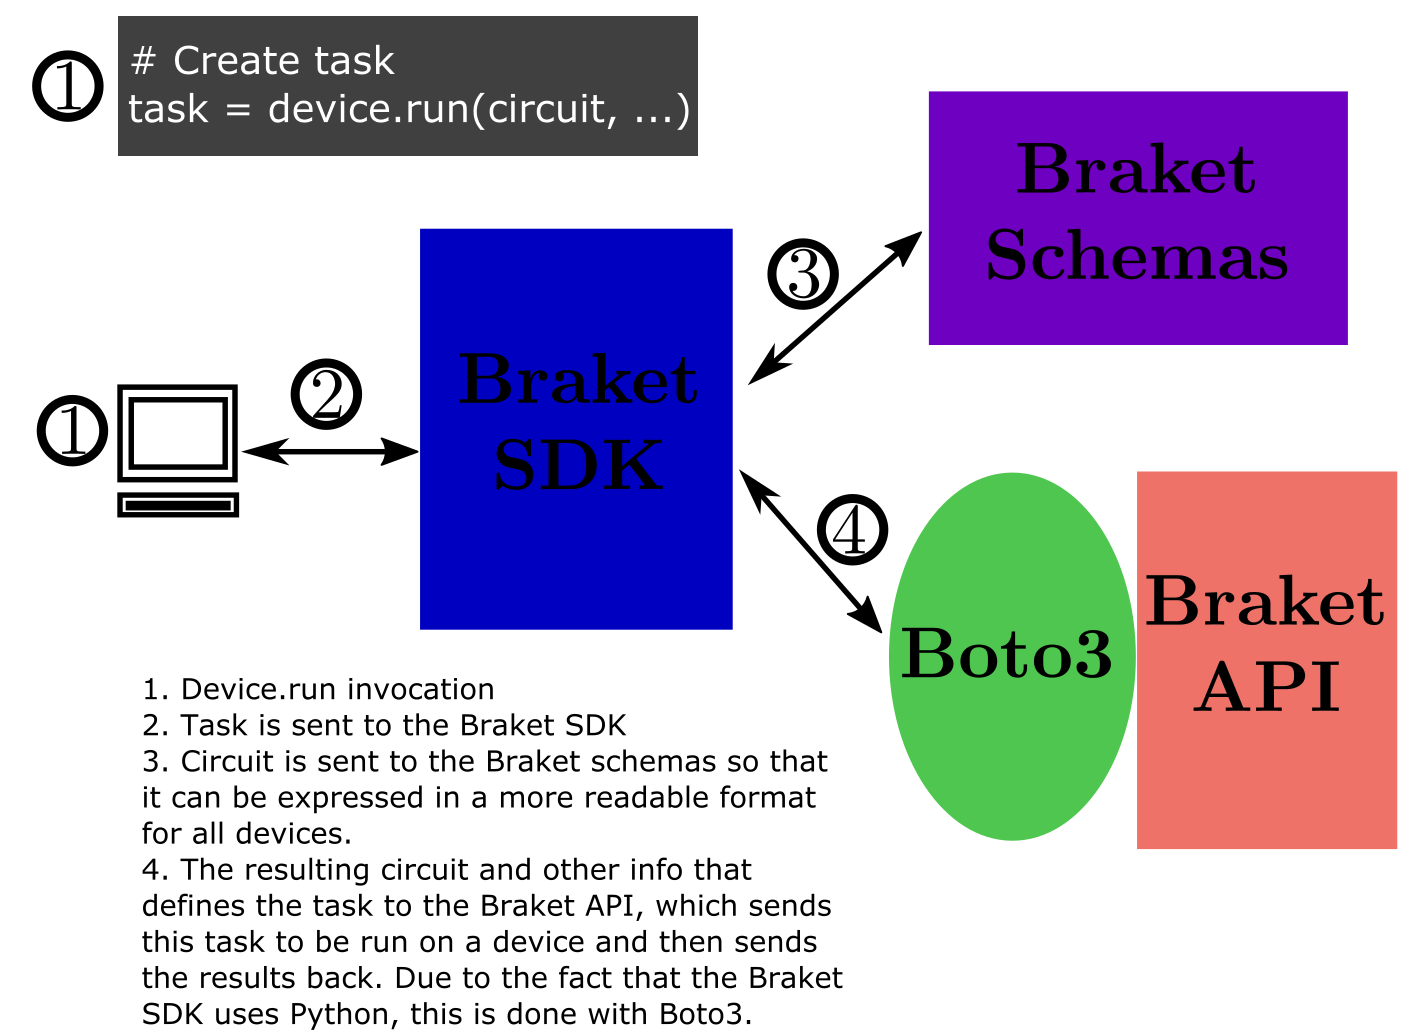 1
# Create task
task = device.run(circuit, ...)
Braket
Schemas
3
2
1
Braket
SDK
4
Boto3
Braket
API
1. Device.run invocation
2. Task is sent to the Braket SDK
3. Circuit is sent to the Braket schemas so that
it can be expressed in a more readable format
for all devices.
4. The resulting circuit and other info that
defines the task to the Braket API, which sends
this task to be run on a device and then sends
the results back. Due to the fact that the Braket
SDK uses Python, this is done with Boto3.